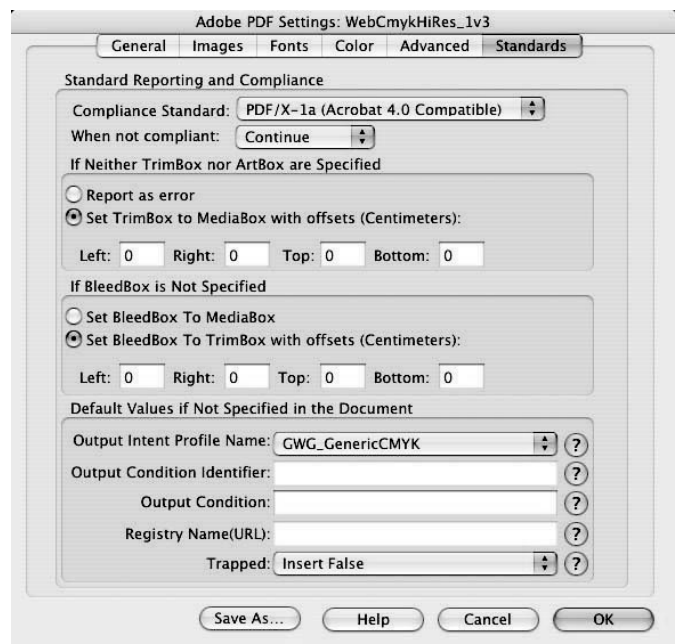 Adobe PDF Settings: WebCmykHiRes_1v3
General Images Fonts Color Advanced Standards
Standard Reporting and Compliance
Compliance Standard: PDF/X-1a (Acrobat 4.0 Compatible)
When not compliant: Continue
If Neither TrimBox nor ArtBox are Specified
Report as error
Set TrimBox to MediaBox with offsets (Centimeters):
Left: 0 Right: 0 Top: 0 Bottom: 0
If BleedBox is Not Specified
Set BleedBox To MediaBox
Set BleedBox To TrimBox with offsets (Centimeters):
Left: 0 Right: 0 Top: 0 Bottom: 0
Default Values if Not Specified in the Document
Output Intent Profile Name: GWG_GenericCMYK ?
Output Condition Identifier: ?
Output Condition: ?
Registry Name(URL): ?
Trapped: Insert False ?
Save As... Help Cancel OK